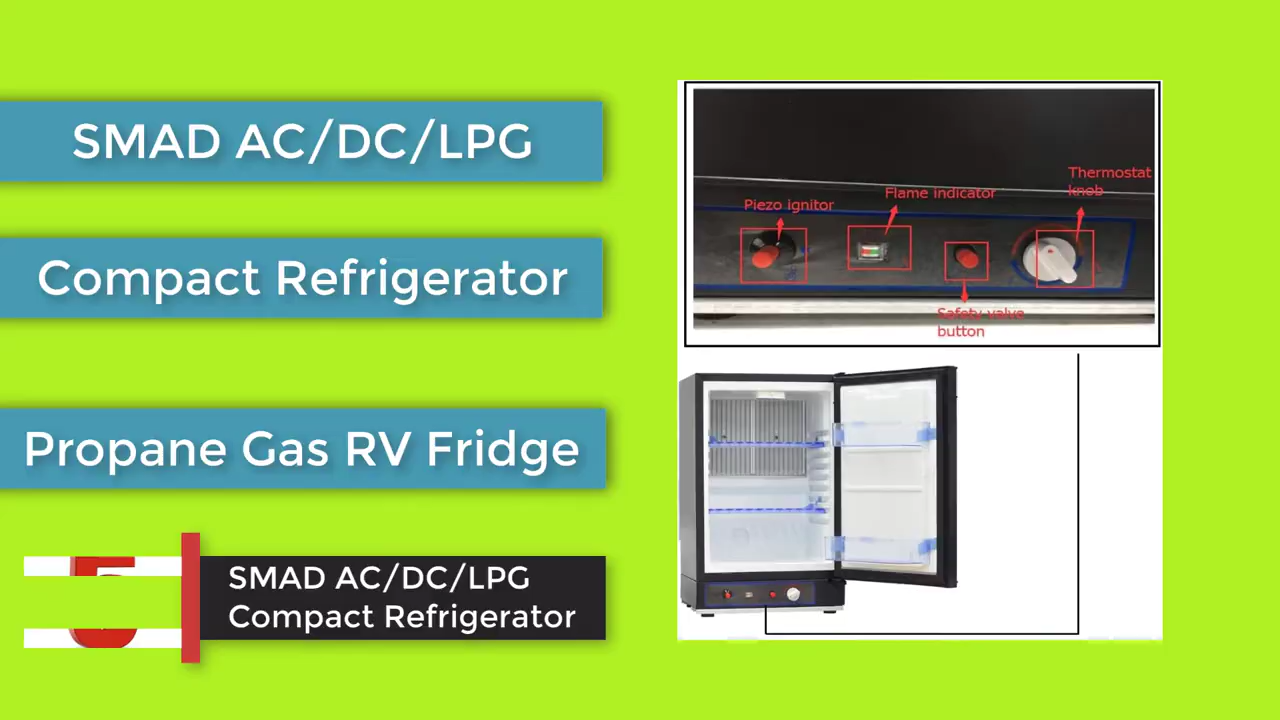 SMAD AC/DC/LPG
Compact Refrigerator
Propane Gas RV Fridge
5
SMAD AC/DC/LPG
Compact Refrigerator
Piezo ignitor
Flame indicator
Thermostat
knob
Safety valve
button